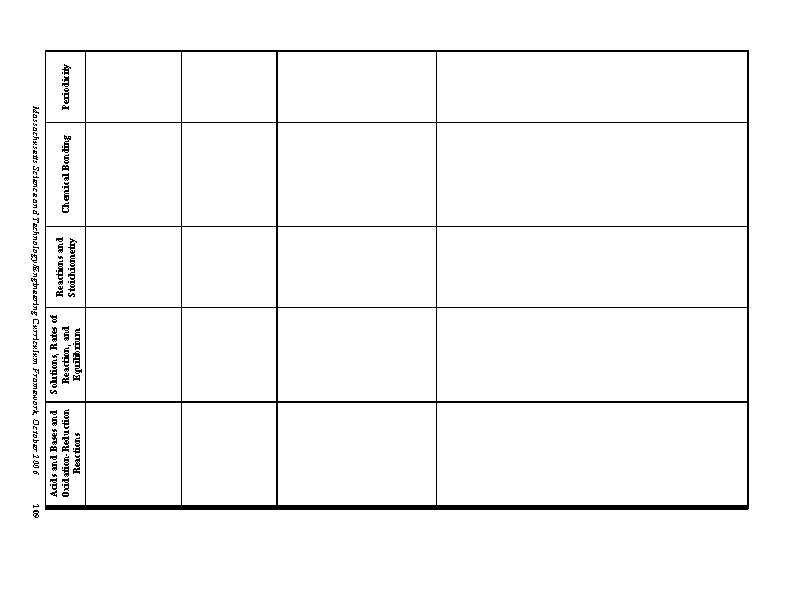 Periodicity
Chemical Bonding
Reactions and
Stoichiometry
Solutions, Rates of
Reaction, and
Equilibrium
Acids and Bases and
Oxidation-Reduction
Reactions
Massachusetts Science and Technology/Engineering Curriculum Framework, October 2006
169